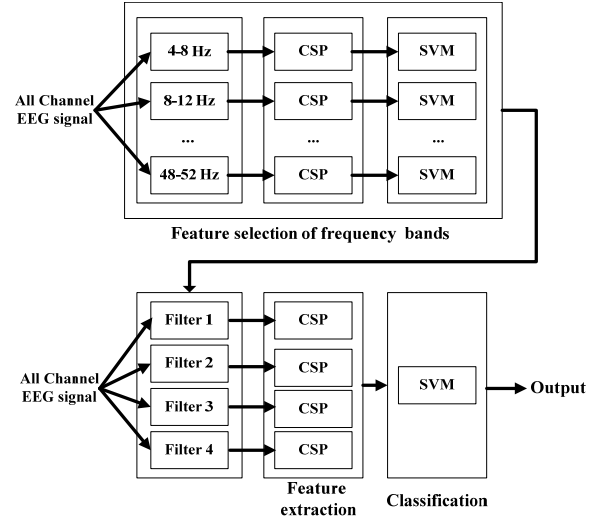 All Channel
EEG signal
4-8 Hz
CSP
SVM
8-12 Hz
CSP
SVM
...
...
...
48-52 Hz
CSP
SVM
Feature selection of frequency bands
All Channel
EEG signal
Filter 1
CSP
Filter 2
CSP
Filter 3
CSP
Filter 4
CSP
SVM
Output
Feature
extraction
Classification